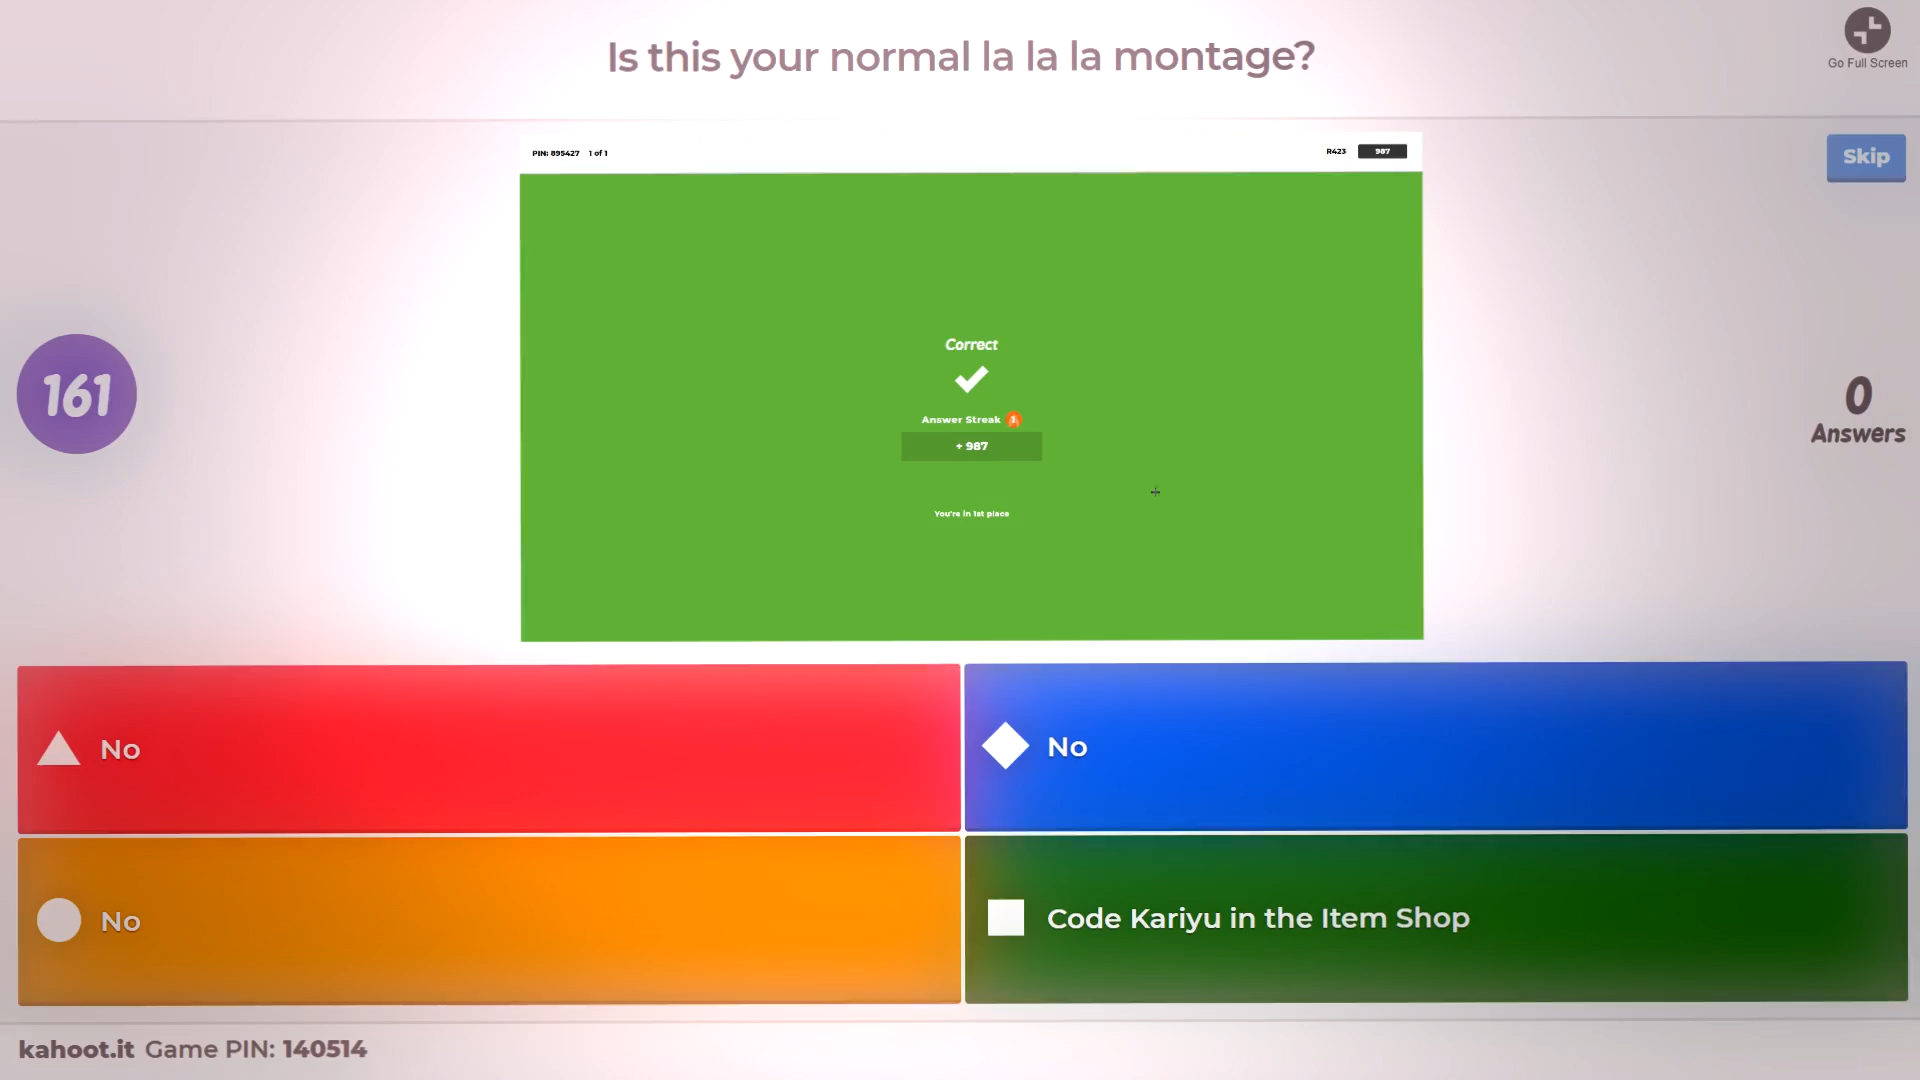 Is this your normal la la la montage?
Go Full Screen
PIN: 895427 1 of 1
R423 987
Skip
Correct
161
0
Answers
Answer Streak 1
+ 987
You're in 1st place
No
No
No
Code Kariyu in the Item Shop
kahoot.it Game PIN: 140514